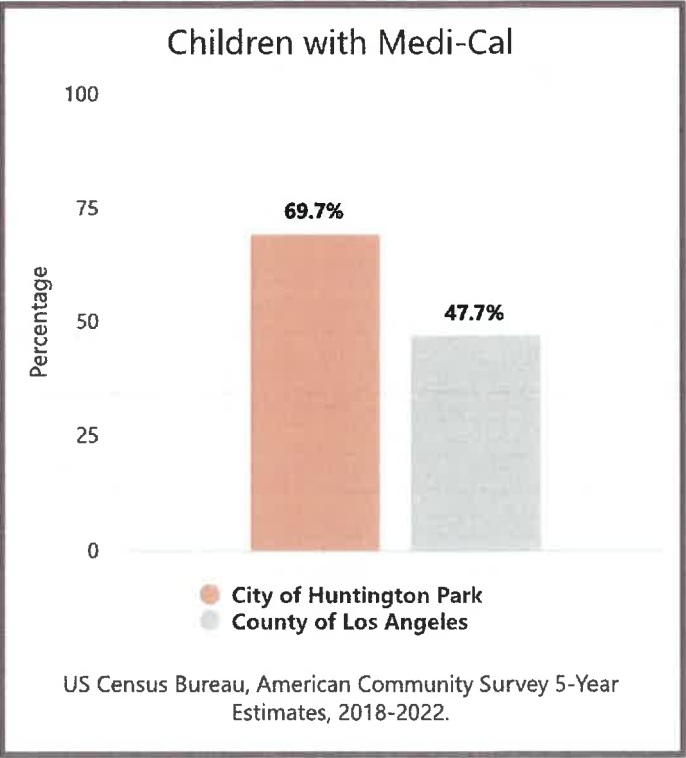 Children with Medi-Cal
100
75
50
25
0
Percentage
69.7%
47.7%
City of Huntington Park
County of Los Angeles
US Census Bureau, American Community Survey 5-Year
Estimates, 2018-2022.